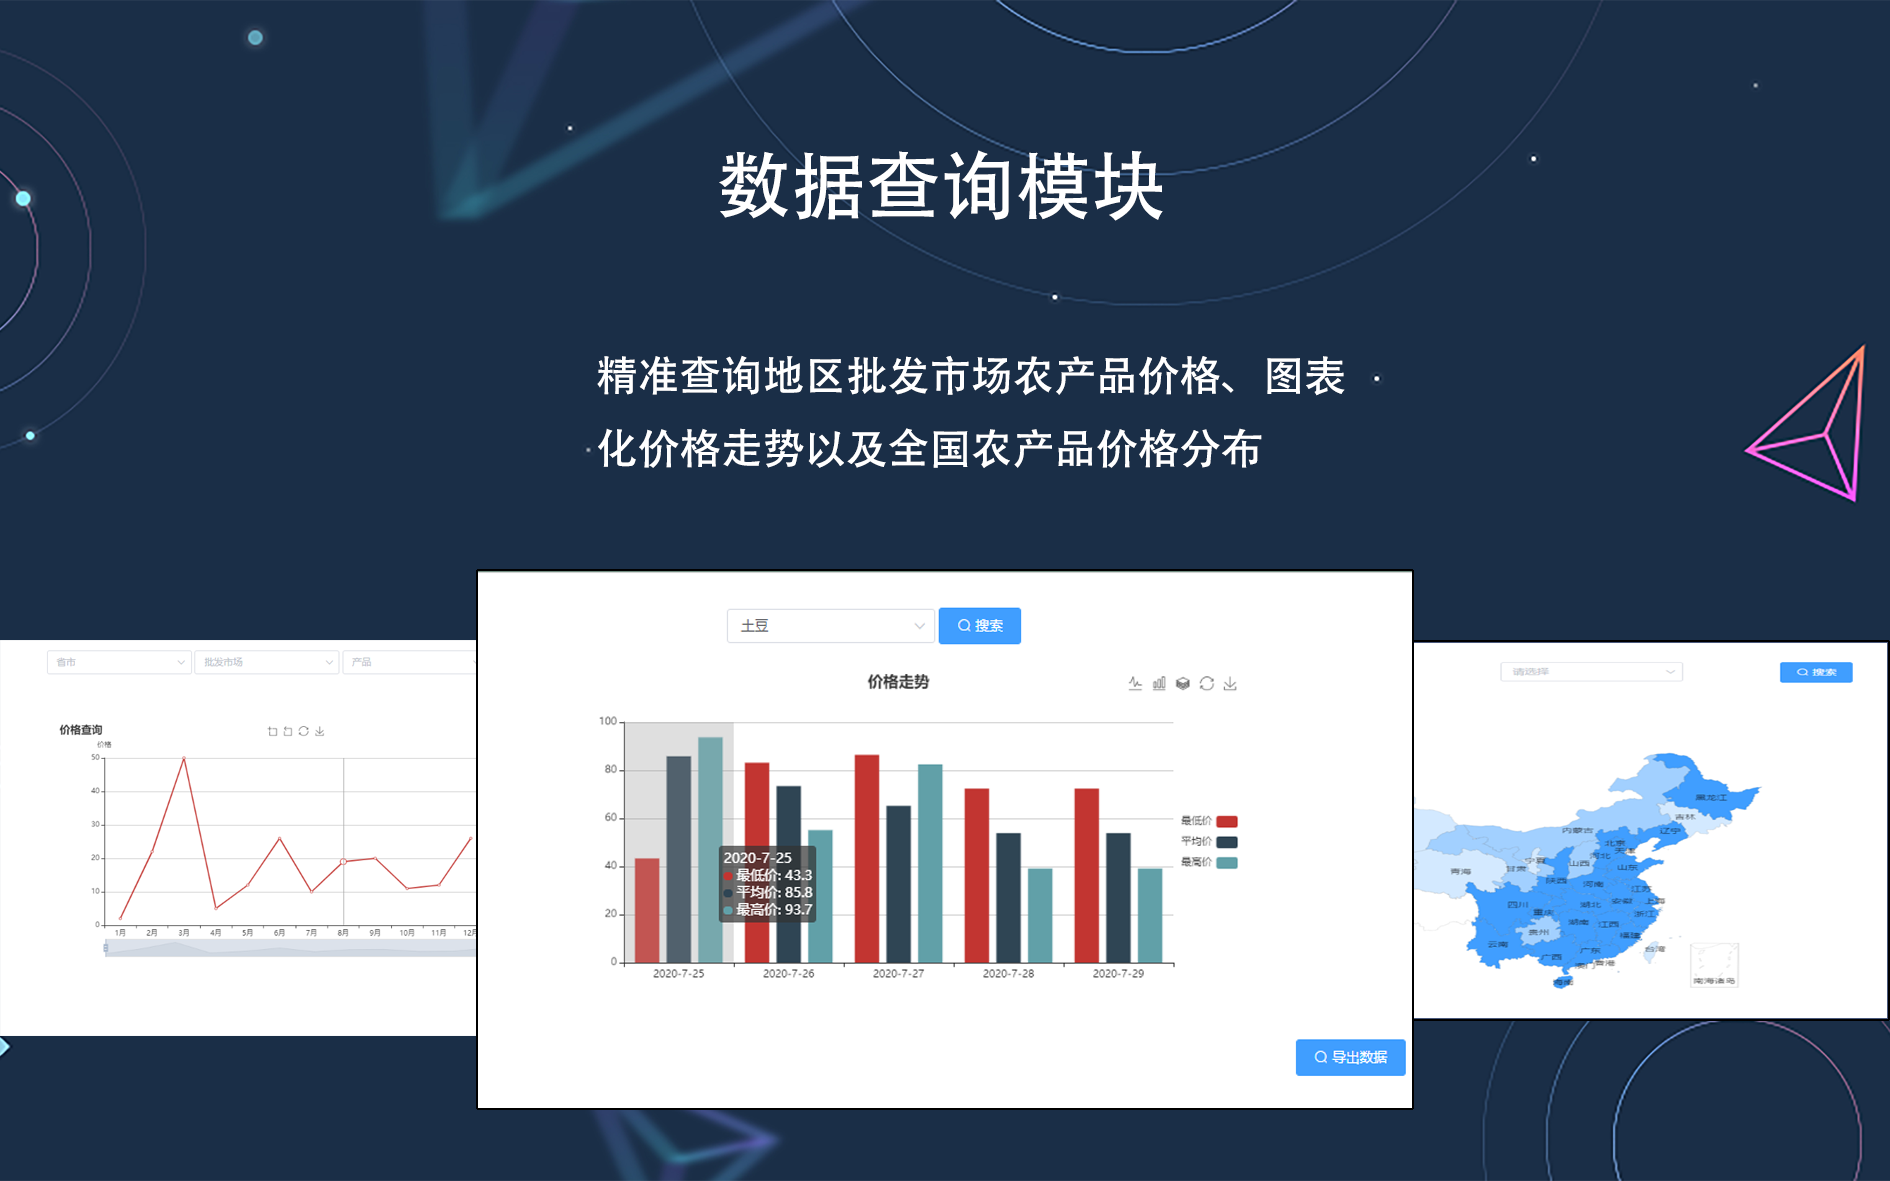 数据查询模块
精准查询地区批发市场农产品价格、图表
化价格走势以及全国农产品价格分布
省市
批发市场
产品
价格查询
价格
50
40
30
20
10
0
1月 2月 3月 4月 5月 6月 7月 8月 9月 10月 11月 12月
土豆
搜索
价格走势
100
80
60
40
20
0
2020-7-25
最低价: 43.3
平均价: 85.8
最高价: 93.7
2020-7-25 2020-7-26 2020-7-27 2020-7-28 2020-7-29
最低价
平均价
最高价
导出数据
请选择
搜索
黑龙江
吉林
内蒙古
辽宁
北京
天津
河北
宁夏
山西
山东
青海
甘肃
陕西
河南
江苏
四川
湖北
安徽
上海
重庆
浙江
湖南
江西
贵州
福建
云南
台湾
广东
广西
澳门
香港
海南
南海诸岛